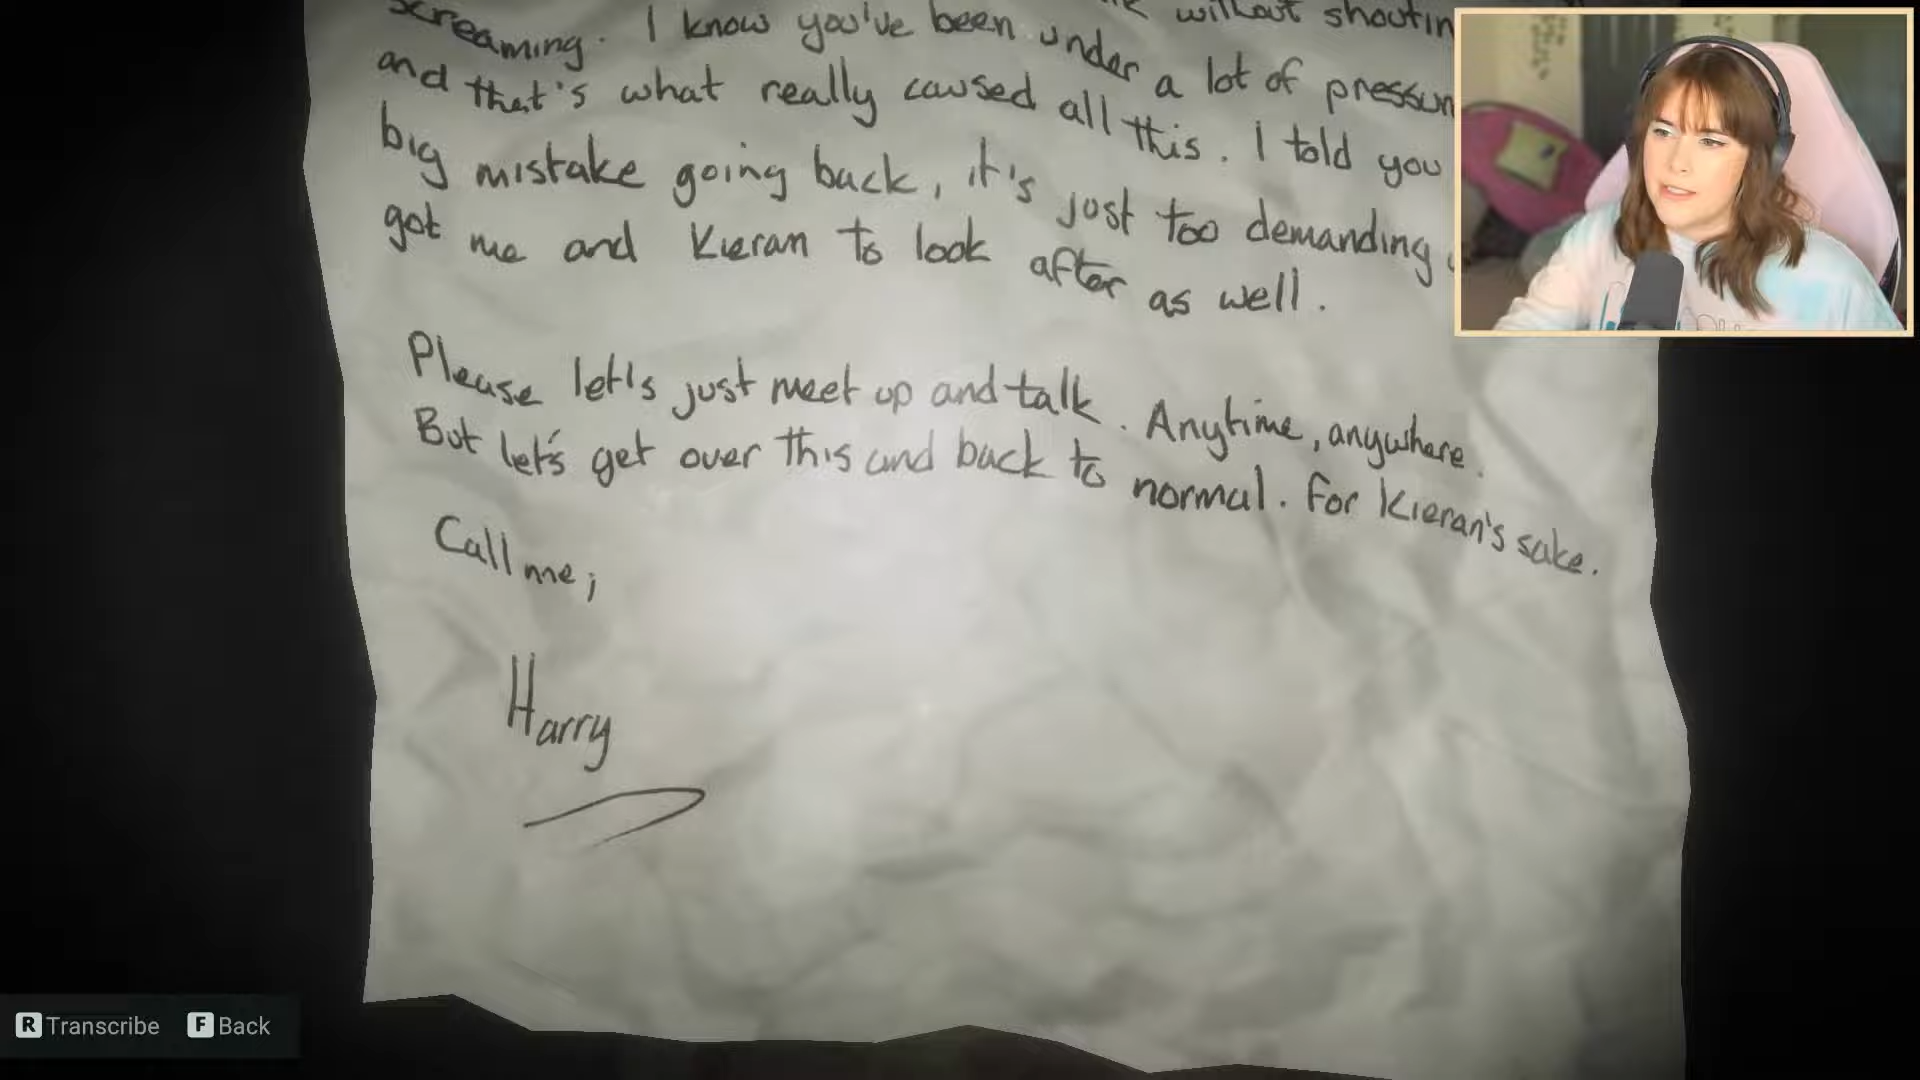 screaming. I know you've been under a lot of pressur
without shoutin
and that's what really caused all this. I told you
big mistake going back, it's just too demanding
got me and Kieran to look after as well.
Please let's just meet up and talk. Anytime, anywhere.
But let's get over this and back to normal. For Kieran's sake.
Call me,
Harry
R Transcribe F Back